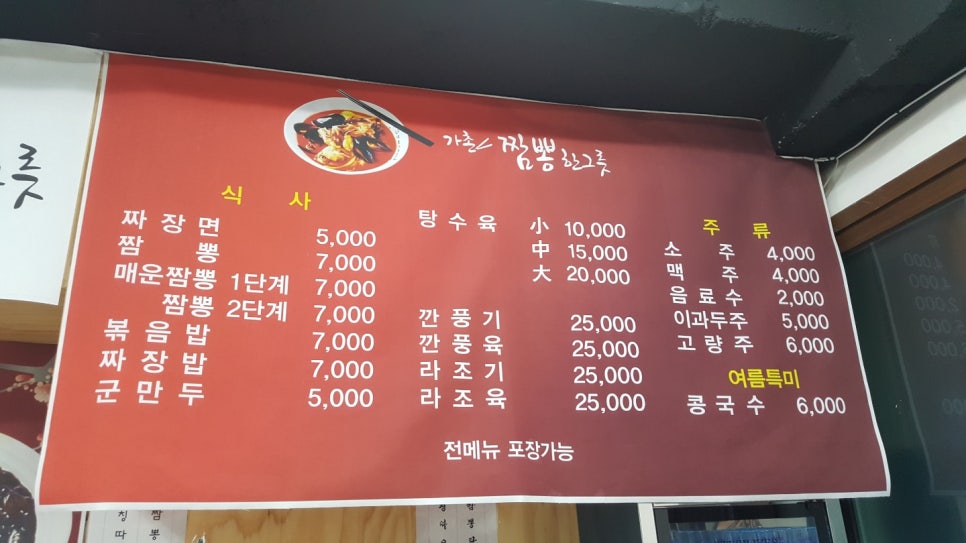 가촌스 짬뽕 한그릇
식 사
짜장면 5,000
짬 뽕 7,000
매운짬뽕 1단계 7,000
짬뽕 2단계 7,000
볶음밥 7,000
짜장밥 7,000
군만두 5,000
탕수육 小 10,000
中 15,000
大 20,000
깐풍기 25,000
깐풍육 25,000
라조기 25,000
라조육 25,000
주 류
소 주 4,000
맥 주 4,000
음료수 2,000
이과두주 5,000
고량주 6,000
여름특미
콩국수 6,000
전메뉴 포장가능
릇